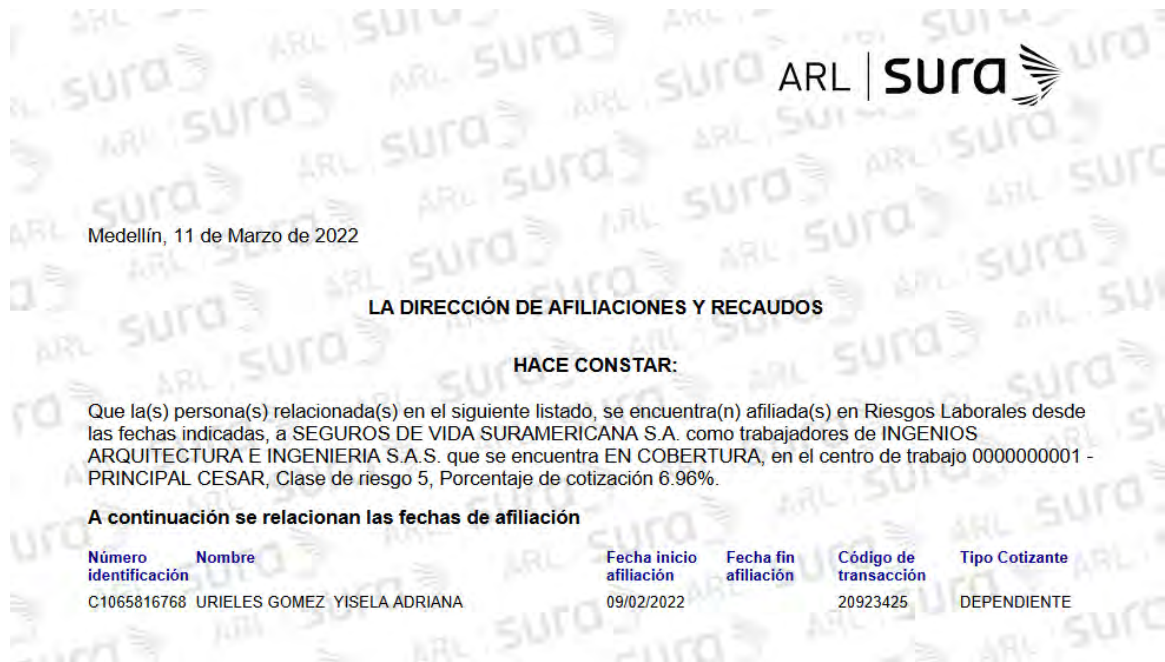 ARL | sura
Medellín, 11 de Marzo de 2022
LA DIRECCIÓN DE AFILIACIONES Y RECAUDOS
HACE CONSTAR:
Que la(s) persona(s) relacionada(s) en el siguiente listado, se encuentra(n) afiliada(s) en Riesgos Laborales desde
las fechas indicadas, a SEGUROS DE VIDA SURAMERICANA S.A. como trabajadores de INGENIOS
ARQUITECTURA E INGENIERIA S.A.S. que se encuentra EN COBERTURA, en el centro de trabajo 0000000001 -
PRINCIPAL CESAR, Clase de riesgo 5, Porcentaje de cotización 6.96%.
A continuación se relacionan las fechas de afiliación
Número identificación Nombre Fecha inicio afiliación Fecha fin afiliación Código de transacción Tipo Cotizante
C1065816768 URIELES GOMEZ YISELA ADRIANA 09/02/2022 20923425 DEPENDIENTE